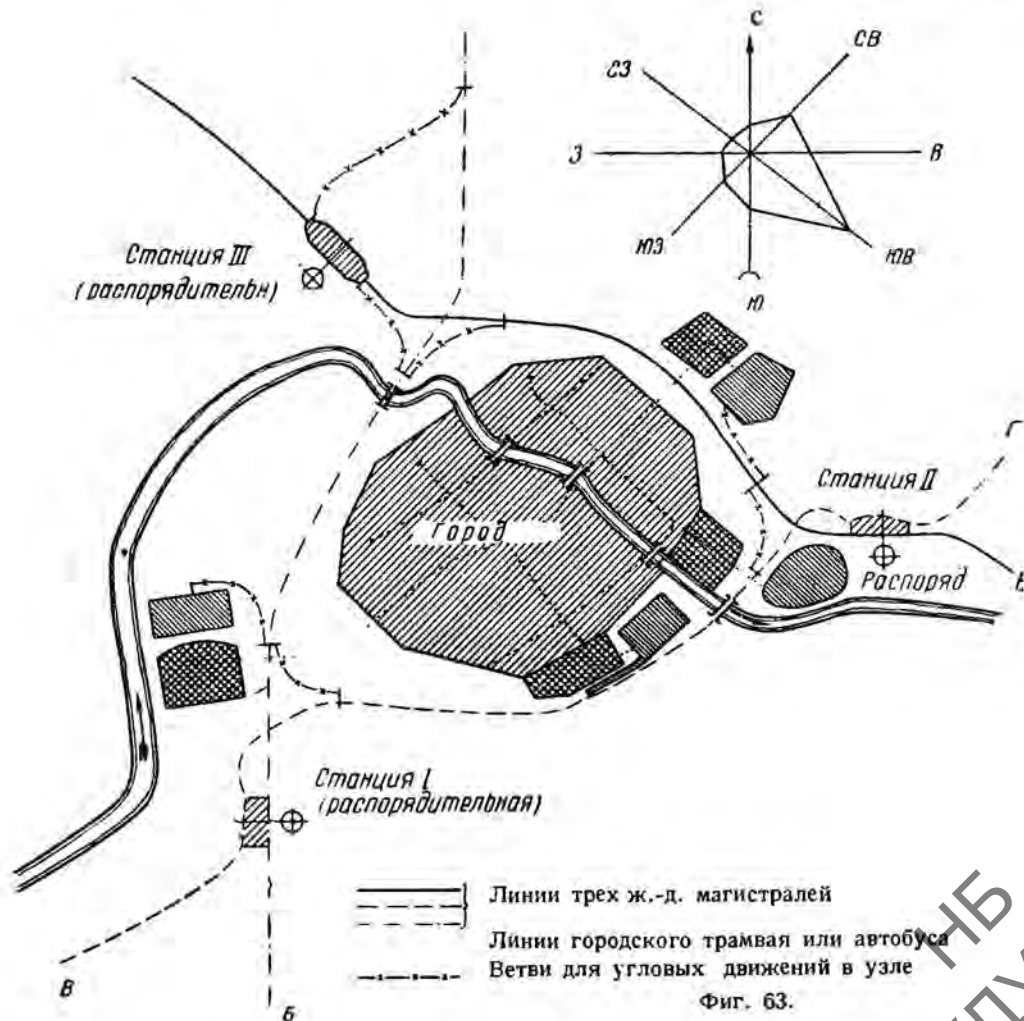 С
СВ
СЗ
З
В
ЮЗ
ЮВ
Ю
Станция III
(распорядительн)
Г
Станция II
Город
Распоряд
Станция I
(распорядительная)
Линии трех ж.-д. магистралей
Линии городского трамвая или автобуса
Ветви для угловых движений в узле
В
Б
Фиг. 63.
НБ